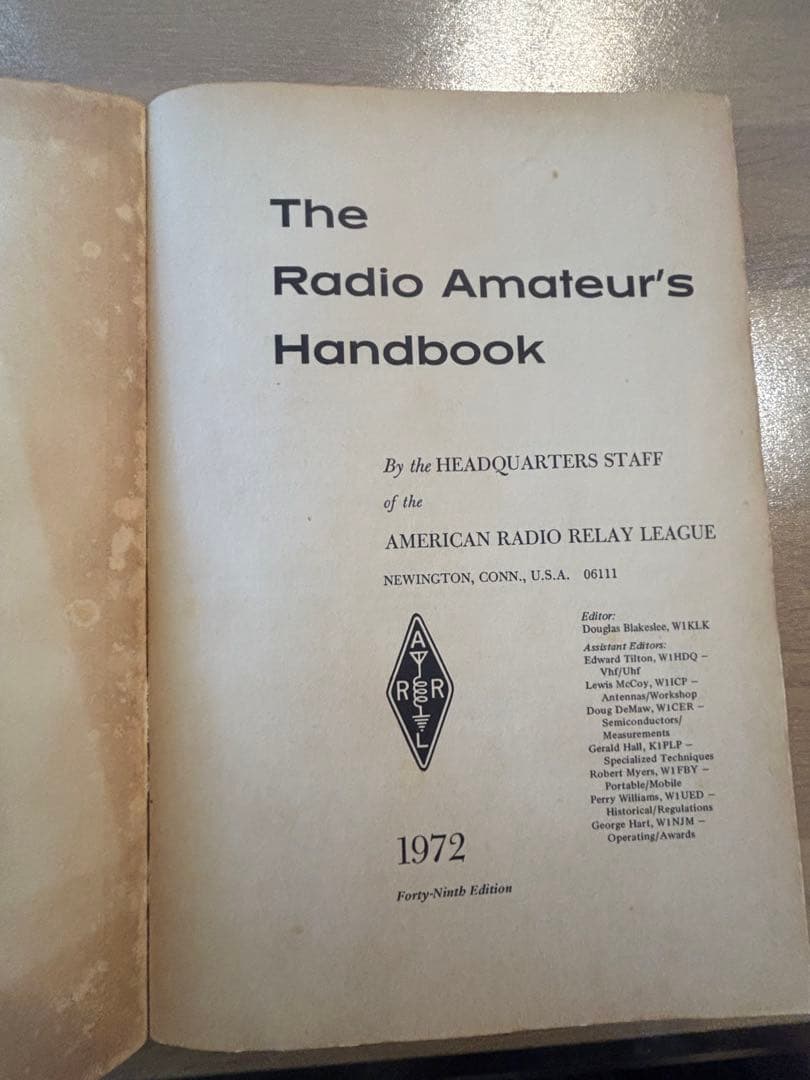 The
Radio Amateur's
Handbook
By the HEADQUARTERS STAFF
of the
AMERICAN RADIO RELAY LEAGUE
NEWINGTON, CONN., U.S.A. 06111
A
R R
L
Editor:
Douglas Blakeslee, W1KLK
Assistant Editors:
Edward Tilton, W1HDQ –
Vhf/Uhf
Lewis McCoy, W1ICP –
Antennas/Workshop
Doug DeMaw, W1CER –
Semiconductors/
Measurements
Gerald Hall, K1PLP –
Specialized Techniques
Robert Myers, W1FBY –
Portable/Mobile
Perry Williams, W1UED –
Historical/Regulations
George Hart, W1NJM –
Operating/Awards
1972
Forty-Ninth Edition